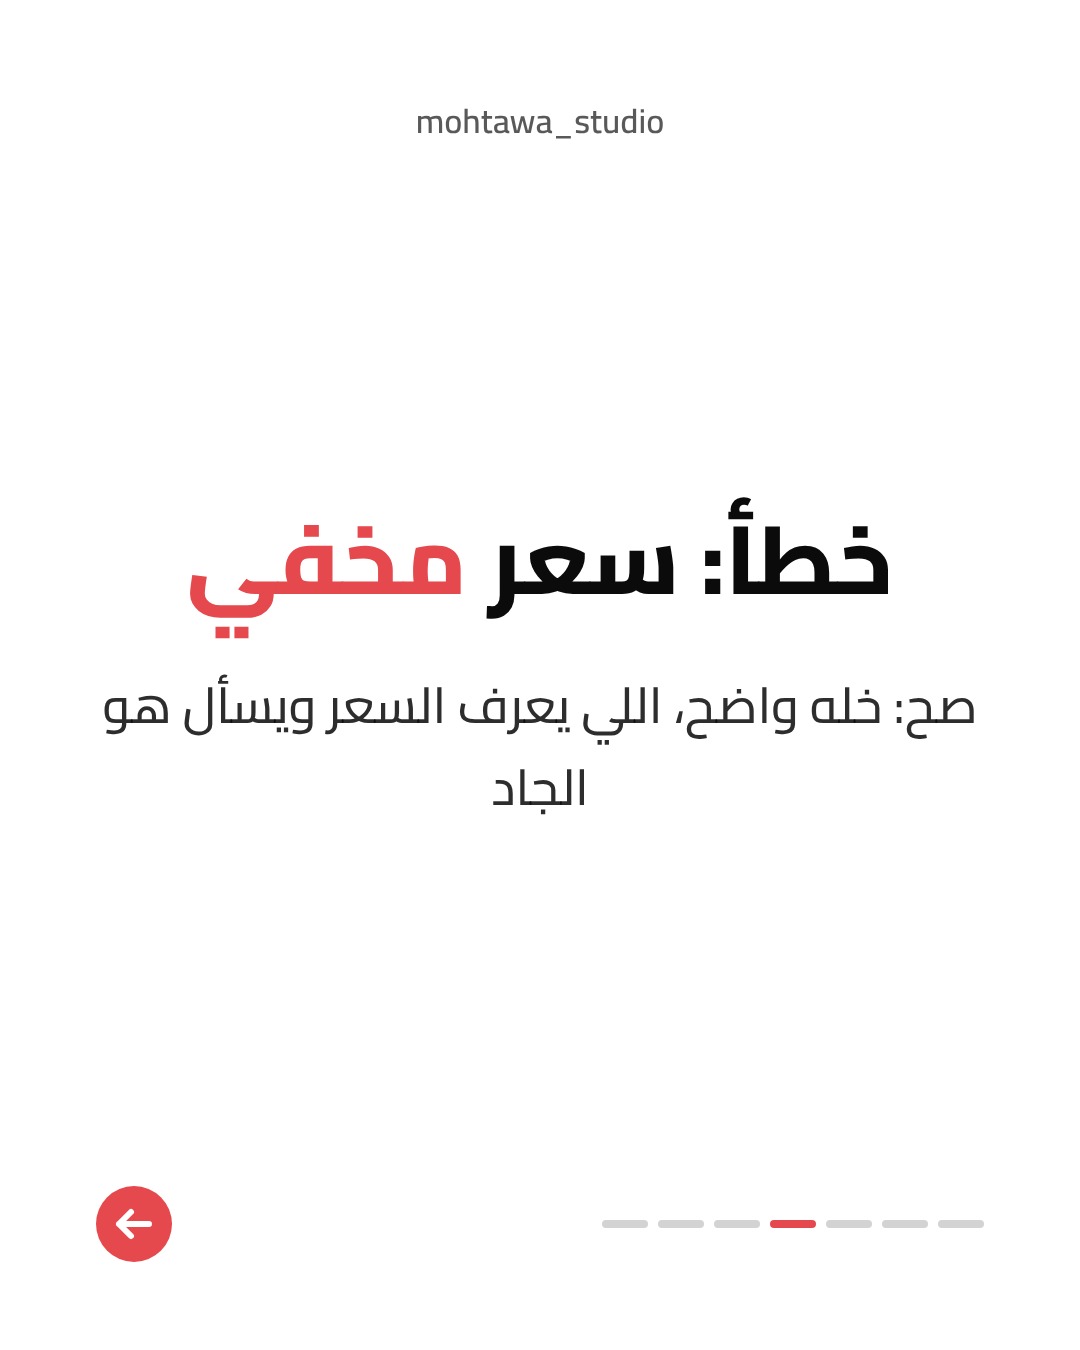 mohtawa_studio
خطأ: سعر مخفي
صح: خله واضح، اللي يعرف السعر ويسأل هو
الجاد